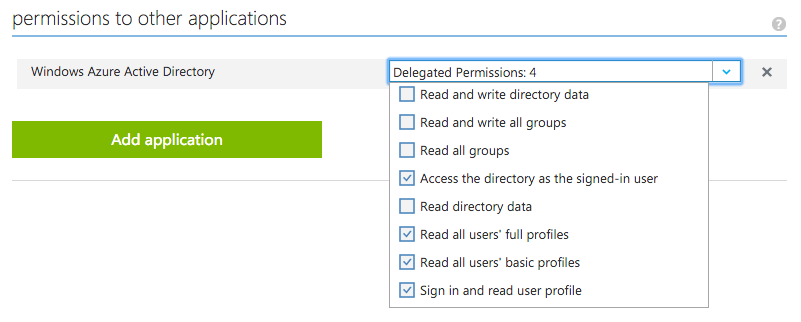 permissions to other applications
Windows Azure Active Directory
Delegated Permissions: 4
Read and write directory data
Read and write all groups
Read all groups
Access the directory as the signed-in user
Read directory data
Read all users' full profiles
Read all users' basic profiles
Sign in and read user profile
Add application